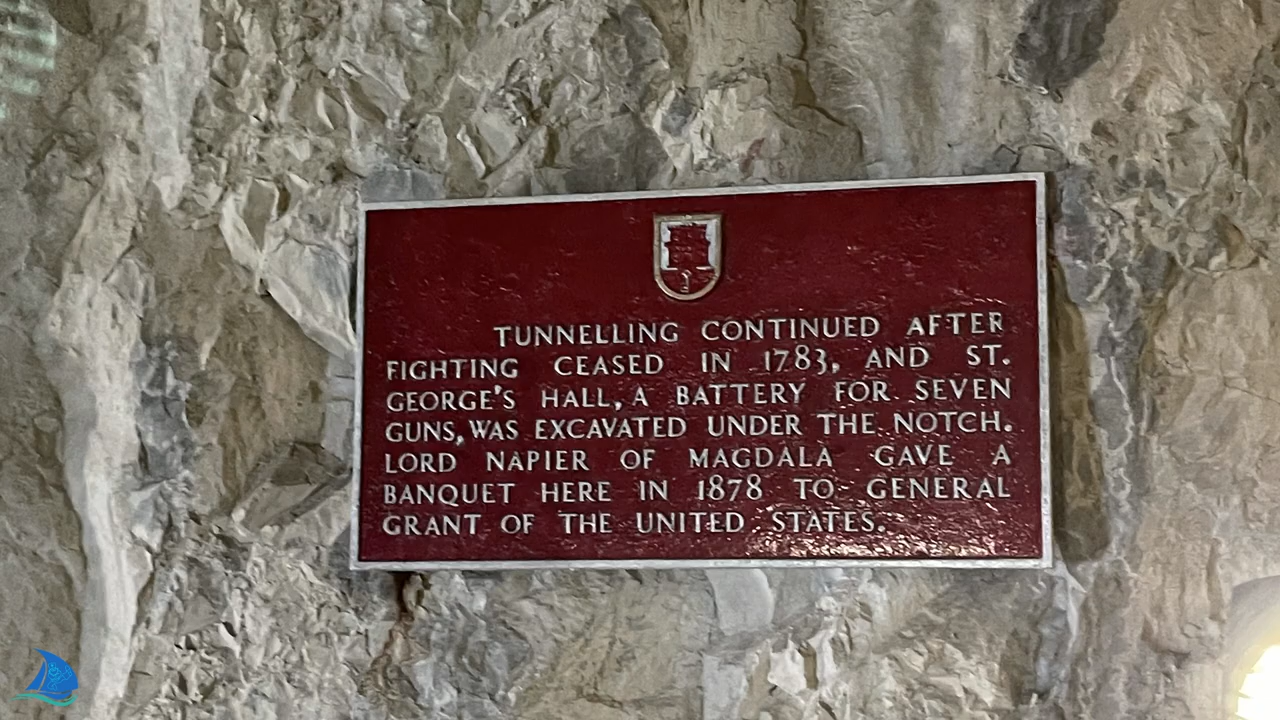 TUNNELLING CONTINUED AFTER
FIGHTING CEASED IN 1783, AND ST.
GEORGE'S HALL, A BATTERY FOR SEVEN
GUNS, WAS EXCAVATED UNDER THE NOTCH.
LORD NAPIER OF MAGDALA GAVE A
BANQUET HERE IN 1878 TO GENERAL
GRANT OF THE UNITED STATES.